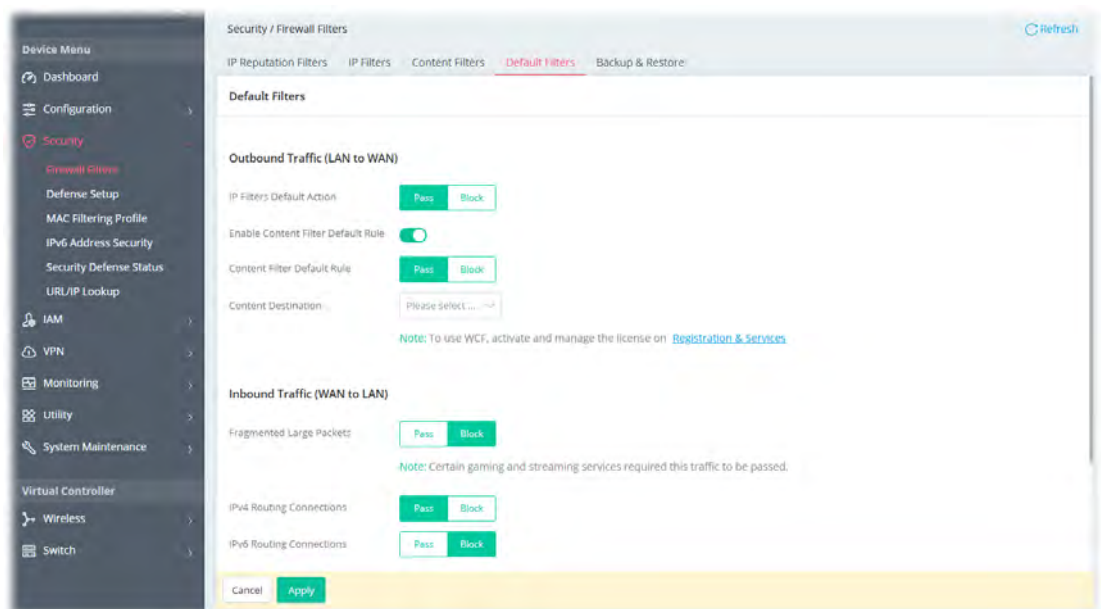 Security / Firewall Filters
Refresh
Device Menu
Dashboard
Configuration
Security
Firewall Filters
Defense Setup
MAC Filtering Profile
IPv6 Address Security
Security Defense Status
URL/IP Lookup
IAM
VPN
Monitoring
Utility
System Maintenance
Virtual Controller
Wireless
Switch
IP Reputation Filters IP Filters Content Filters Default Filters Backup & Restore
Default Filters
Outbound Traffic (LAN to WAN)
IP Filters Default Action Pass Block
Enable Content Filter Default Rule
Content Filter Default Rule Pass Block
Content Destination Please select ...
Note: To use WCF, activate and manage the license on Registration & Services
Inbound Traffic (WAN to LAN)
Fragmented Large Packets Pass Block
Note: Certain gaming and streaming services required this traffic to be passed.
IPv4 Routing Connections Pass Block
IPv6 Routing Connections Pass Block
Cancel Apply